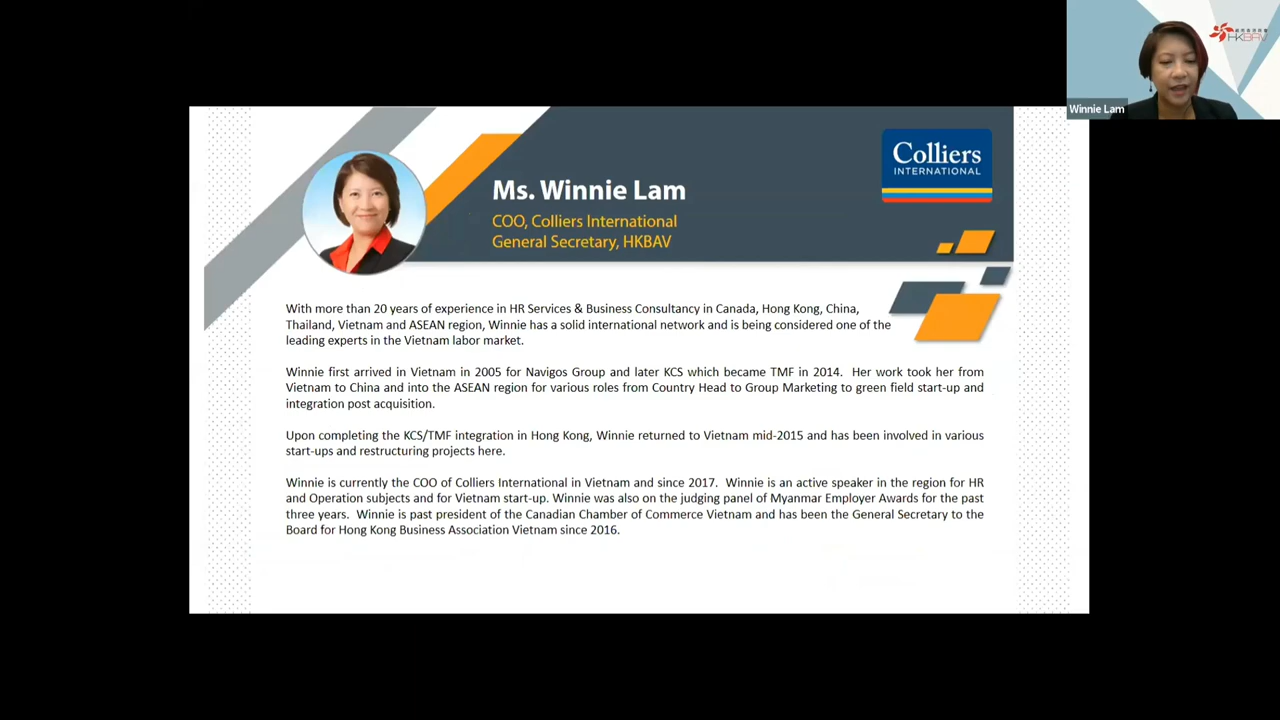 HKBAV
Winnie Lam
Colliers
INTERNATIONAL
Ms. Winnie Lam
COO, Colliers International
General Secretary, HKBAV
With more than 20 years of experience in HR Services & Business Consultancy in Canada, Hong Kong, China,
Thailand, Vietnam and ASEAN region, Winnie has a solid international network and is being considered one of the
leading experts in the Vietnam labor market.
Winnie first arrived in Vietnam in 2005 for Navigos Group and later KCS which became TMF in 2014. Her work took her from
Vietnam to China and into the ASEAN region for various roles from Country Head to Group Marketing to green field start-up and
integration post acquisition.
Upon completing the KCS/TMF integration in Hong Kong, Winnie returned to Vietnam mid-2015 and has been involved in various
start-ups and restructuring projects here.
Winnie is currently the COO of Colliers International in Vietnam and since 2017. Winnie is an active speaker in the region for HR
and Operation subjects and for Vietnam start-up. Winnie was also on the judging panel of Myanmar Employer Awards for the past
three years. Winnie is past president of the Canadian Chamber of Commerce Vietnam and has been the General Secretary to the
Board for Hong Kong Business Association Vietnam since 2016.